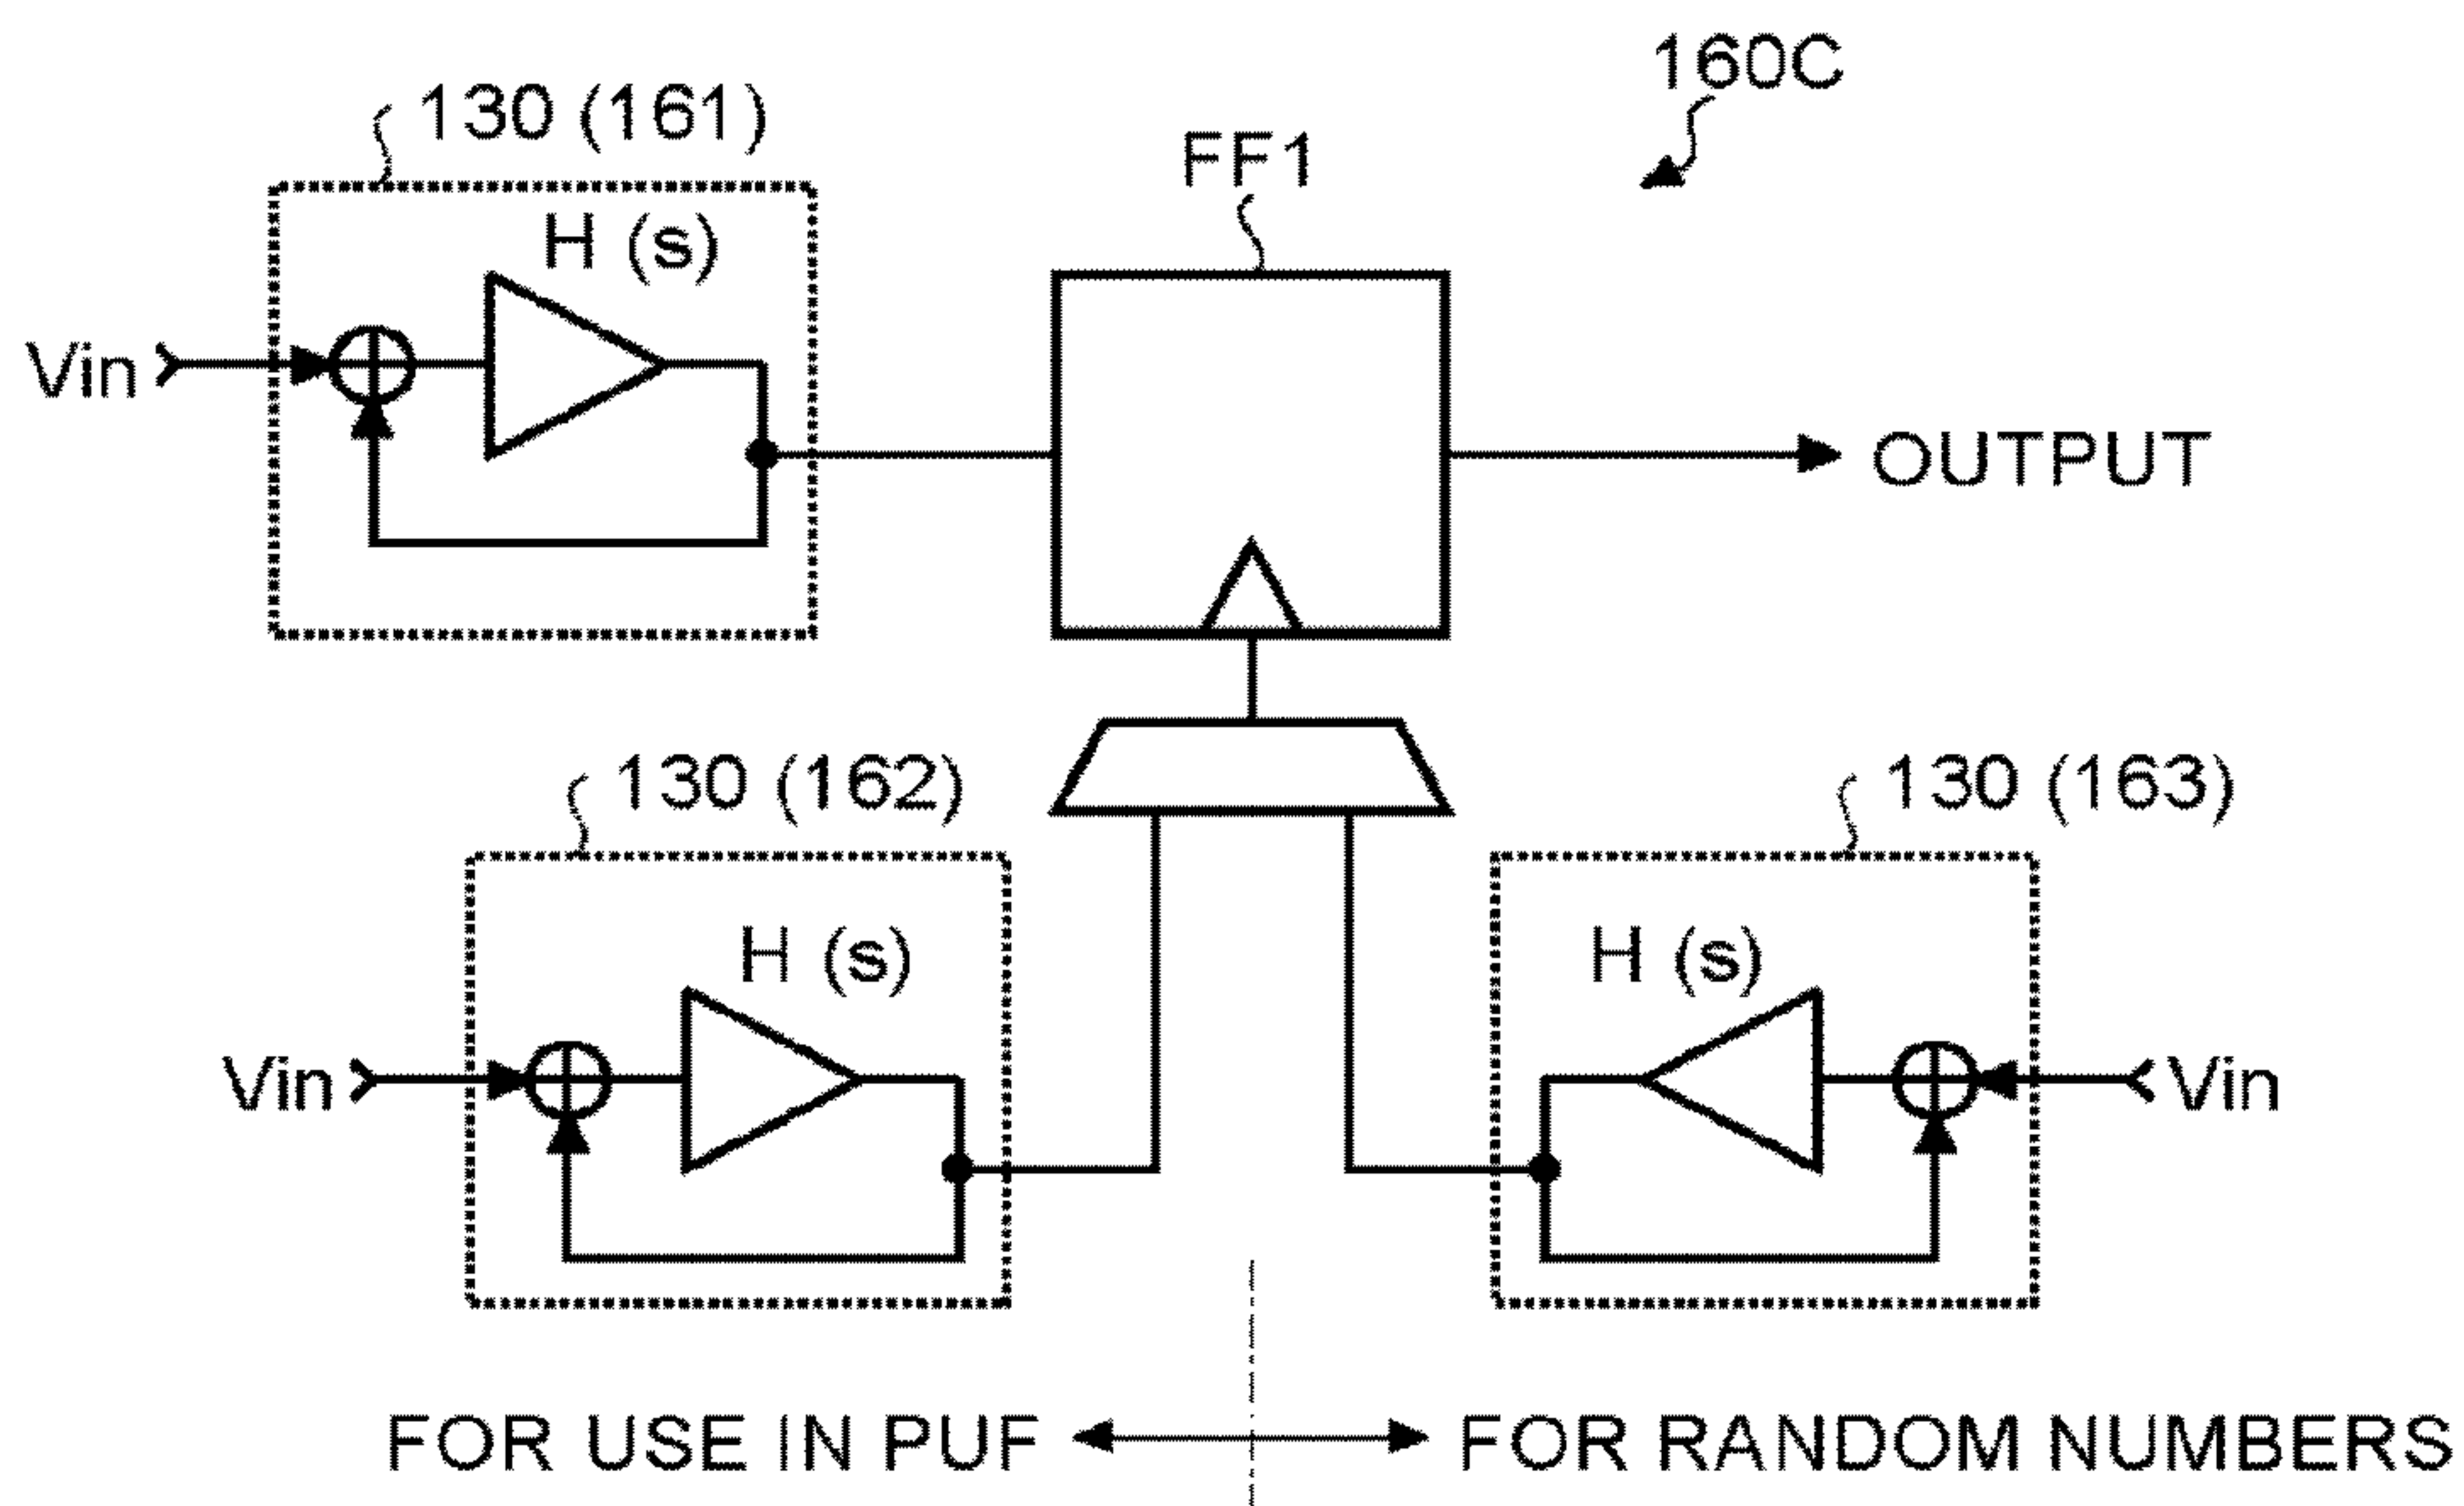 160C
130 (161)
FF1
H (s)
Vin
OUTPUT
130 (162)
130 (163)
H (s)
H (s)
Vin
Vin
FOR USE IN PUF
FOR RANDOM NUMBERS